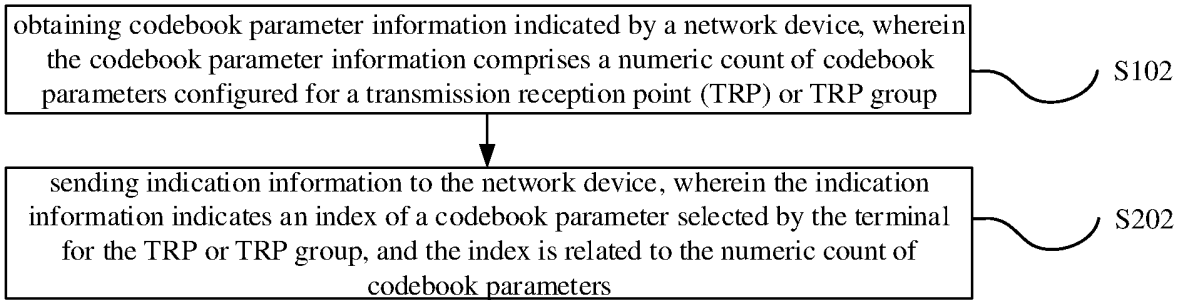 obtaining codebook parameter information indicated by a network device, wherein
the codebook parameter information comprises a numeric count of codebook
parameters configured for a transmission reception point (TRP) or TRP group
S102
sending indication information to the network device, wherein the indication
information indicates an index of a codebook parameter selected by the terminal
for the TRP or TRP group, and the index is related to the numeric count of
codebook parameters
S202